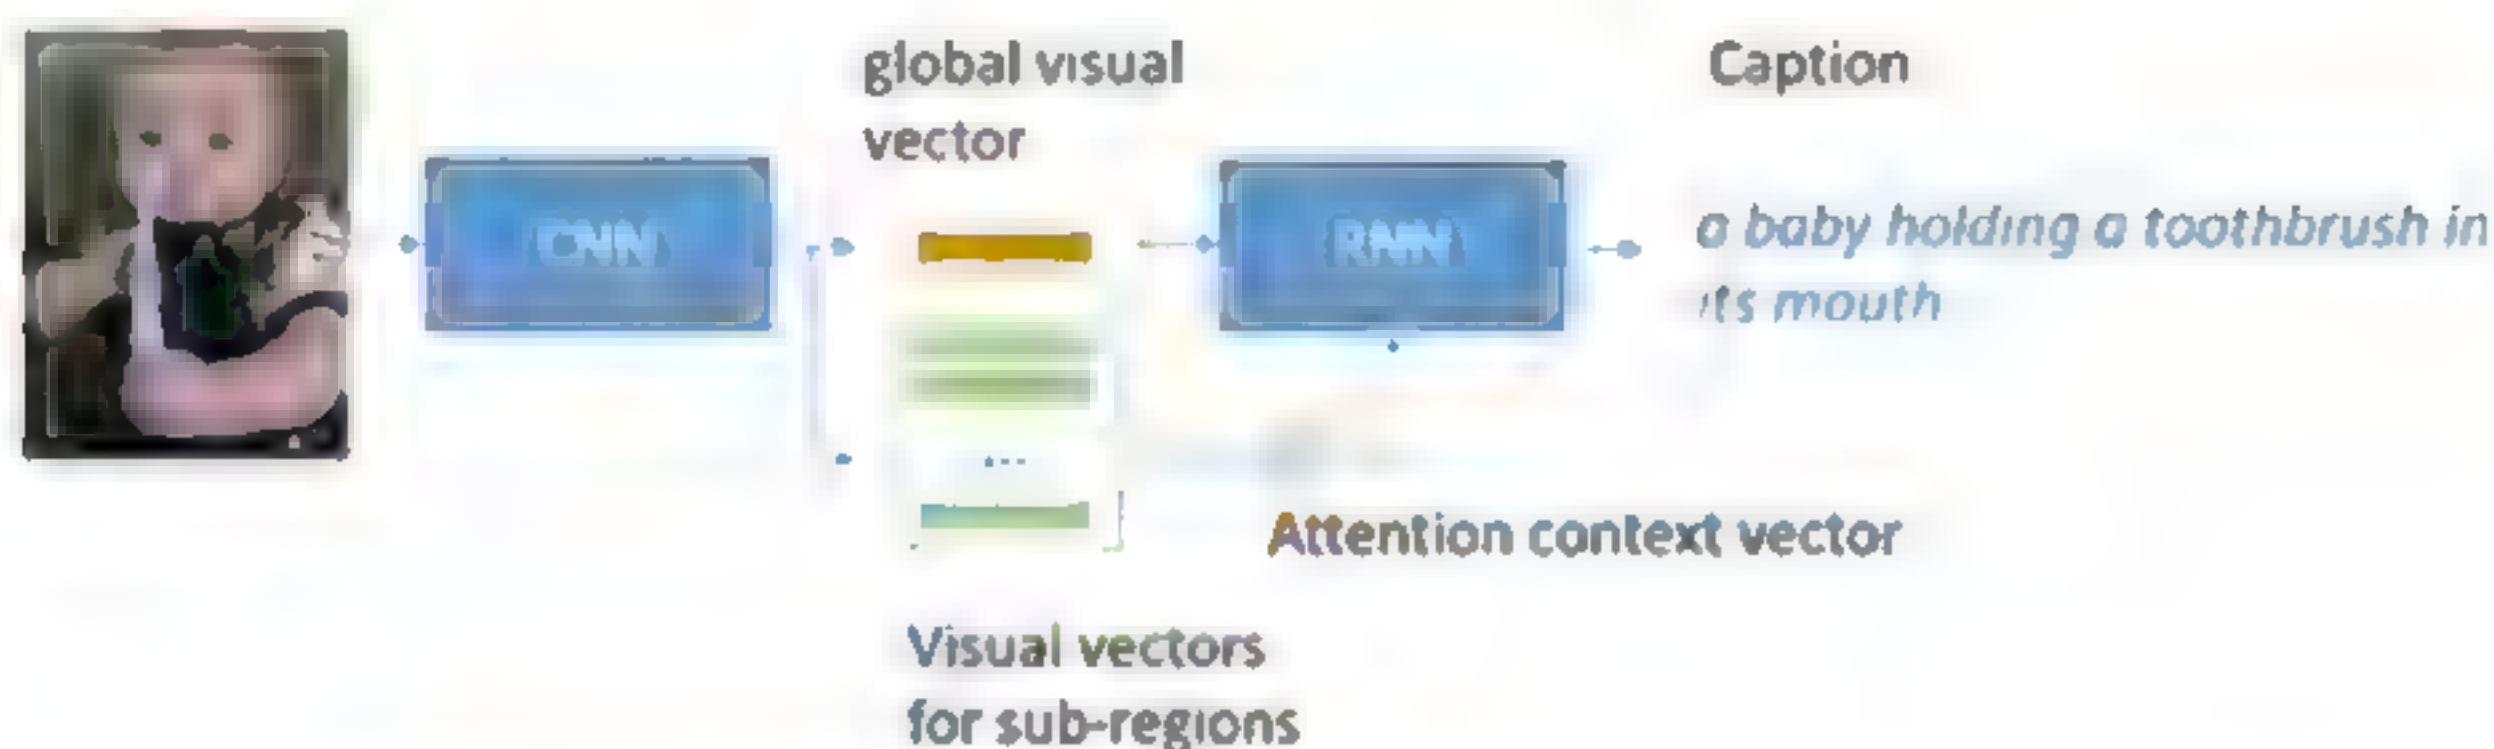 CNN
global visual
vector
RNN
Caption
a baby holding a toothbrush in
its mouth
Attention context vector
Visual vectors
for sub-regions